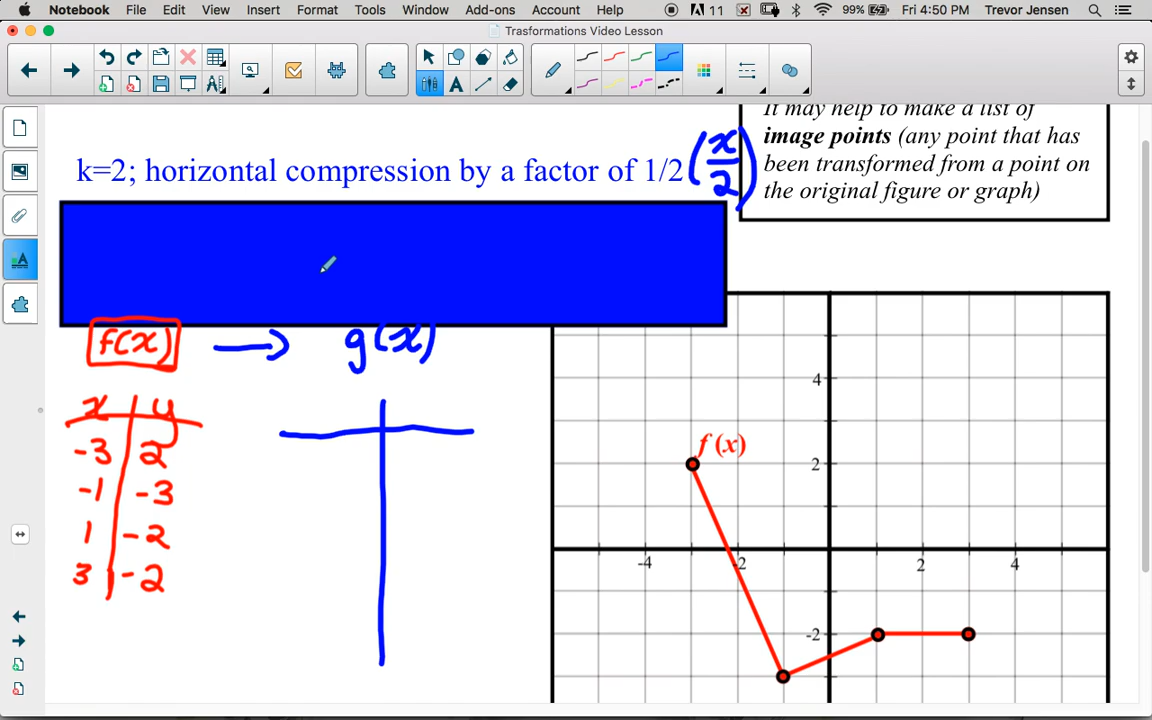 Notebook File Edit View Insert Format Tools Window Add-ons Account Help 11 99% Fri 4:50 PM Trevor Jensen
Trasformations Video Lesson
It may help to make a list of
image points (any point that has
been transformed from a point on
the original figure or graph)
k=2; horizontal compression by a factor of 1/2 (x/2)
f(x) → g(x)
x y
-3 2
-1 -3
1 -2
3 -2
f (x)
4
2
-4 -2 2 4
-2